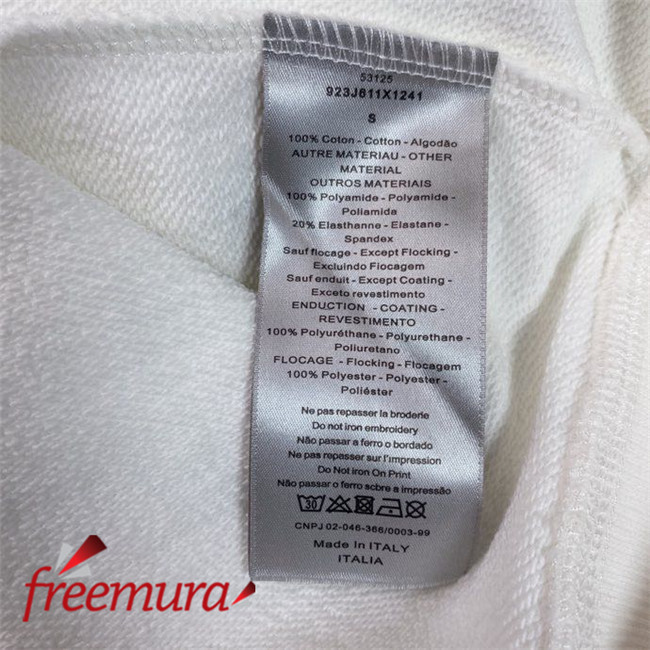 53125
923J611X1241
S
100% Coton - Cotton - Algodão
AUTRE MATERIAU - OTHER
MATERIAL
OUTROS MATERIAIS
100% Polyamide - Polyamide -
Poliamida
20% Elasthanne - Elastane -
Spandex
Sauf flocage - Except Flocking -
Excluindo Flocagem
Sauf enduit - Except Coating -
Exceto revestimento
ENDUCTION - COATING -
REVESTIMENTO
100% Polyuréthane - Polyurethane -
Poliuretano
FLOCAGE - Flocking - Flocagem
100% Polyester - Polyester -
Poliéster
Ne pas repasser la broderie
Do not iron embroidery
Não passar a ferro o bordado
Ne pas repasser sur l'impression
Do Not Iron On Print
Não passar o ferro scbre a impressão
30
CNPJ 02-046-366/0003-99
Made In ITALY
ITALIA
freemura